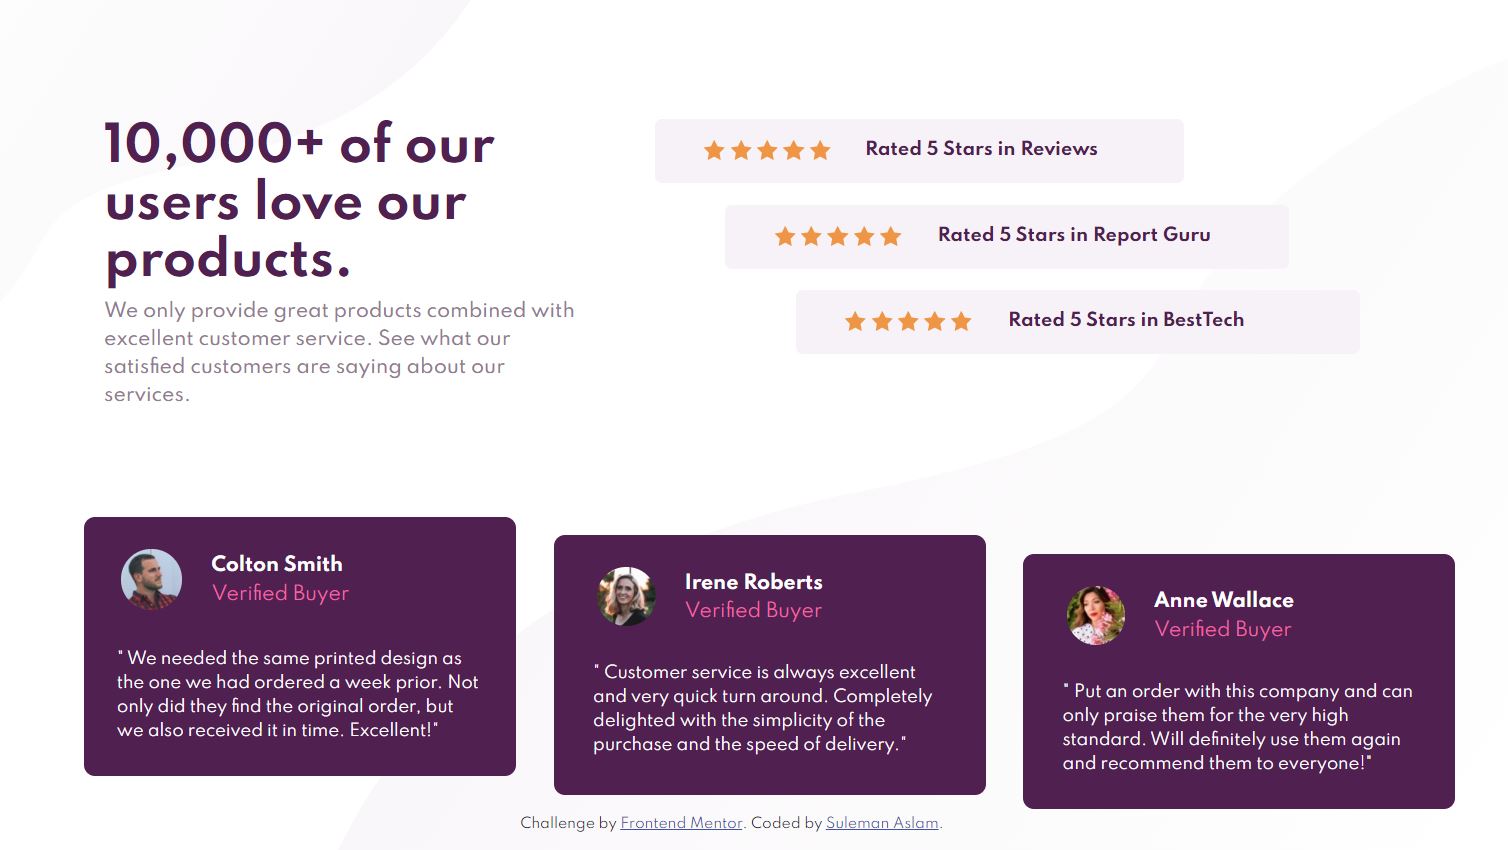 10,000+ of our
users love our
products.
We only provide great products combined with
excellent customer service. See what our
satisfied customers are saying about our
services.
Rated 5 Stars in Reviews
Rated 5 Stars in Report Guru
Rated 5 Stars in BestTech
Colton Smith
Verified Buyer
" We needed the same printed design as
the one we had ordered a week prior. Not
only did they find the original order, but
we also received it in time. Excellent!"
Irene Roberts
Verified Buyer
" Customer service is always excellent
and very quick turn around. Completely
delighted with the simplicity of the
purchase and the speed of delivery."
Anne Wallace
Verified Buyer
" Put an order with this company and can
only praise them for the very high
standard. Will definitely use them again
and recommend them to everyone!"
Challenge by Frontend Mentor. Coded by Suleman Aslam.